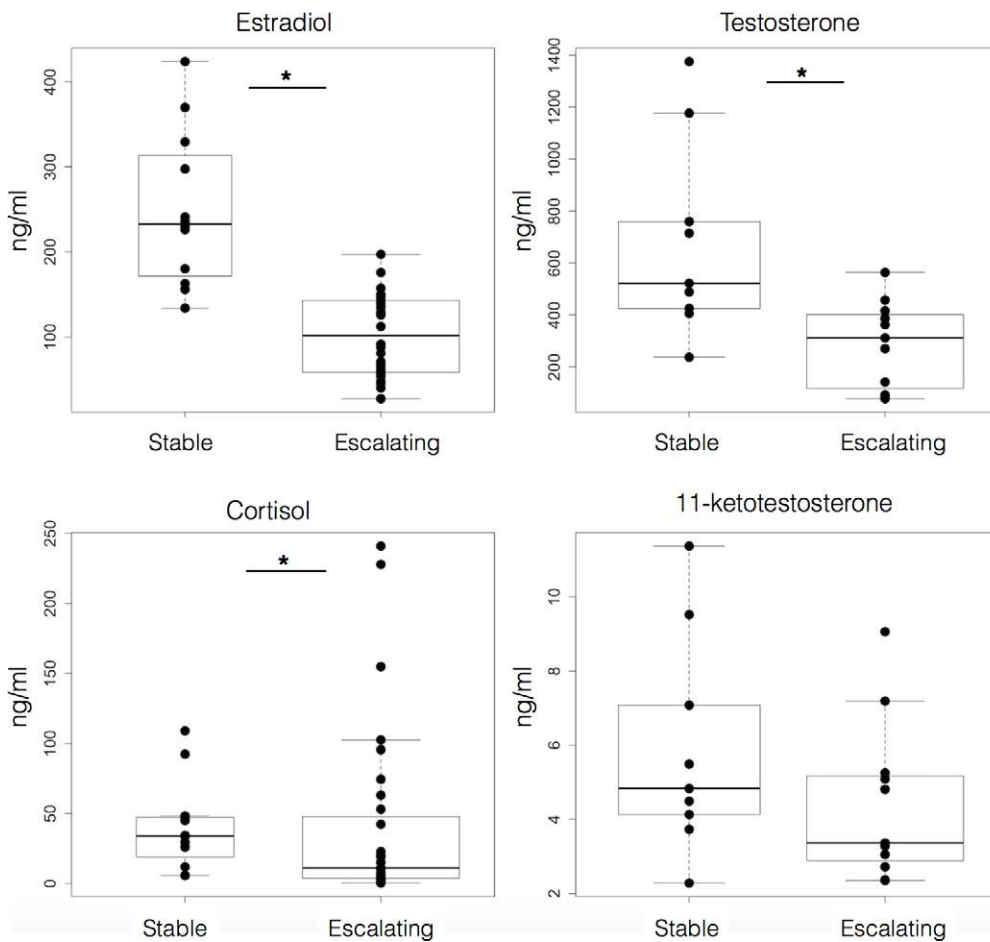 Estradiol
*
ng/ml
400
300
200
100
Stable Escalating
Testosterone
*
ng/ml
1400
1200
1000
800
600
400
200
Stable Escalating
Cortisol
*
ng/ml
250
200
150
100
50
0
Stable Escalating
11-ketotestosterone
ng/ml
10
8
6
4
2
Stable Escalating